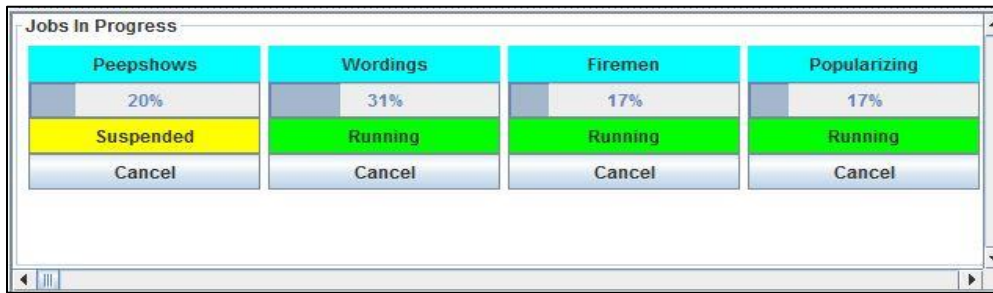 Jobs In Progress
Peepshows Wordings Firemen Popularizing
20% 31% 17% 17%
Suspended Running Running Running
Cancel Cancel Cancel Cancel